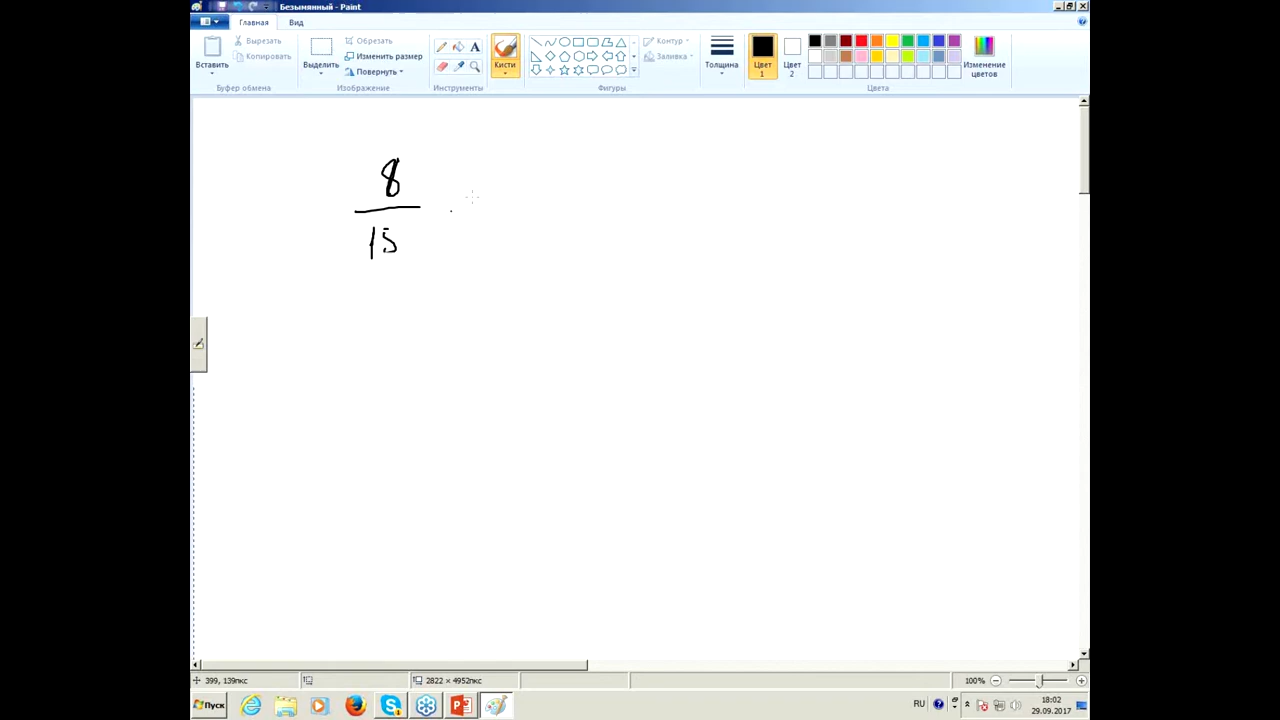 Безымянный - Paint
Главная Вид
Вставить
Вырезать
Копировать
Буфер обмена
Выделить
Обрезать
Изменить размер
Повернуть
Изображение
A
Инструменты
Кисти
Фигуры
Контур
Заливка
Толщина
Цвет 1
Цвет 2
Изменение цветов
Цвета
8
15
399, 139пкс
2822 × 4952пкс
100%
Пуск
RU
18:02
29.09.2017